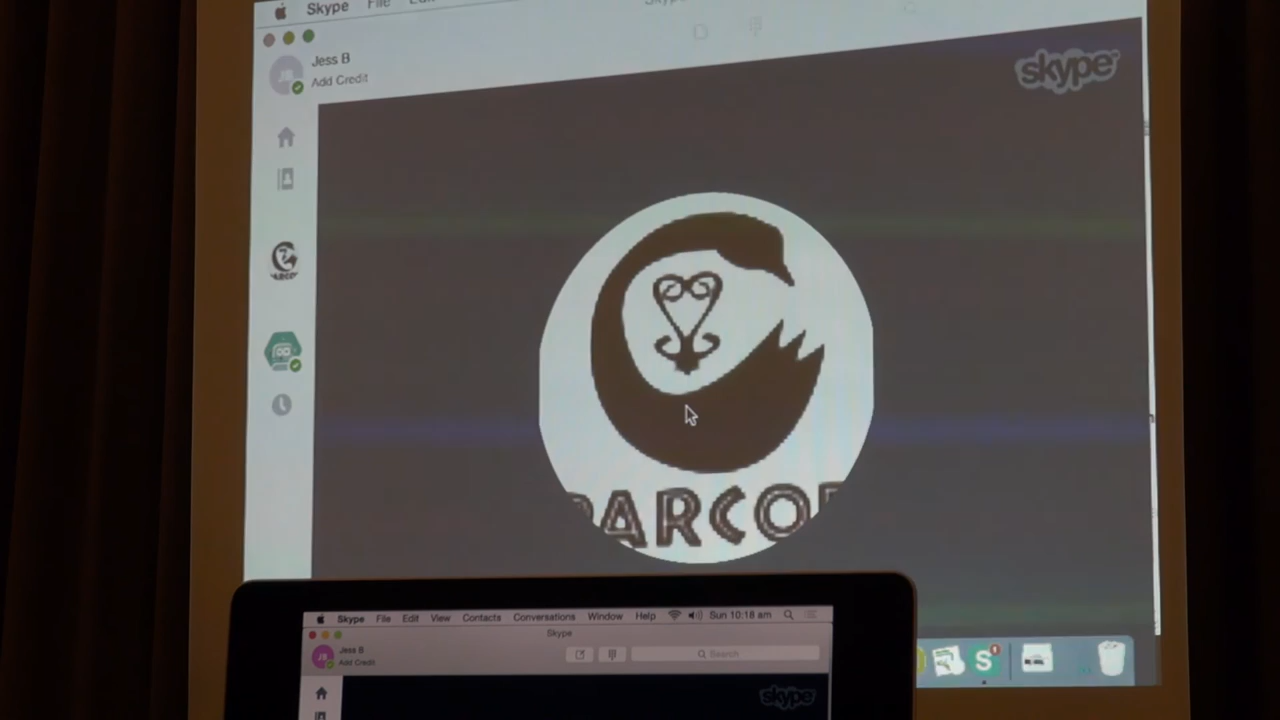 Skype File
Jess B
Add Credit
skype
PARCO
Skype File Edit View Contacts Conversations Window Help Sun 10:18 am
Skype
Jess B
Add Credit
Search
skype
S